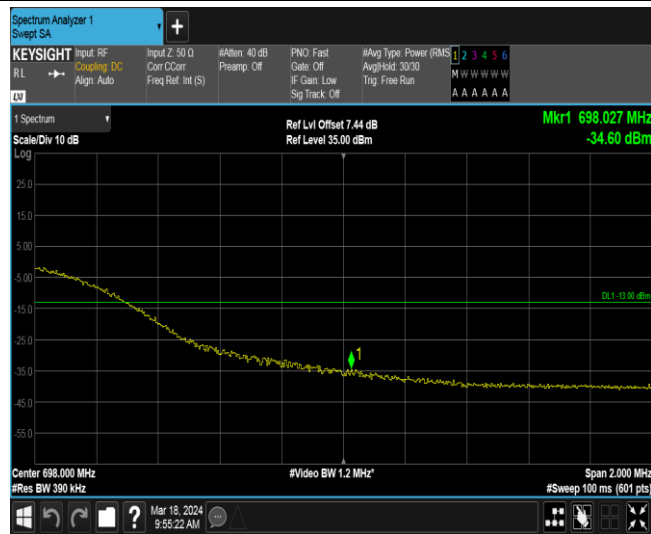 Spectrum Analyzer 1
Swept SA
+
KEYSIGHT
RL
Input: RF
Coupling: DC
Align: Auto
Input Z: 50 Ω
Corr CCorr
Freq Ref: Int (S)
#Atten: 40 dB
Preamp: Off
PNO: Fast
Gate: Off
IF Gain: Low
Sig Track: Off
#Avg Type: Power (RMS
Avg|Hold: 30/30
Trig: Free Run
1 2 3 4 5 6
M W W W W W
A A A A A A
1 Spectrum
Scale/Div 10 dB
Ref Lvl Offset 7.44 dB
Ref Level 35.00 dBm
Mkr1 698.027 MHz
-34.60 dBm
Log
25.0
15.0
5.00
-5.00
DL1 -13.00 dBm
-15.0
-25.0
1
-35.0
-45.0
-55.0
Center 698.000 MHz
#Video BW 1.2 MHz*
Span 2.000 MHz
#Res BW 390 kHz
#Sweep 100 ms (601 pts)
?
Mar 18, 2024
9:55:22 AM